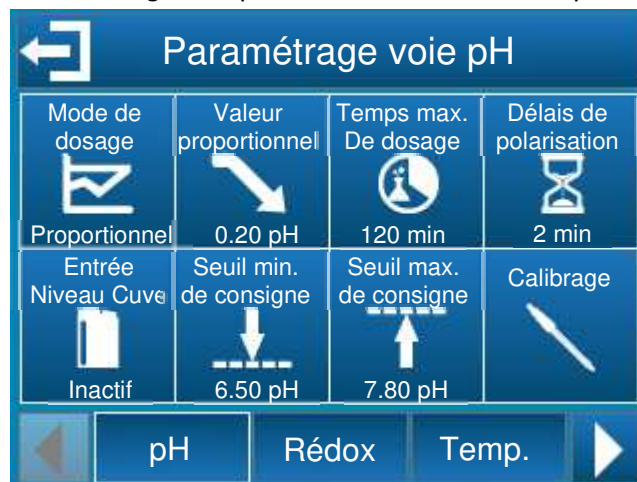 Paramétrage voie pH
Mode de
dosage
Proportionnel
Valeur
proportionnel
0.20 pH
Temps max.
De dosage
120 min
Délais de
polarisation
2 min
Entrée
Niveau Cuve
Inactif
Seuil min.
de consigne
6.50 pH
Seuil max.
de consigne
7.80 pH
Calibrage
pH
Rédox
Temp.